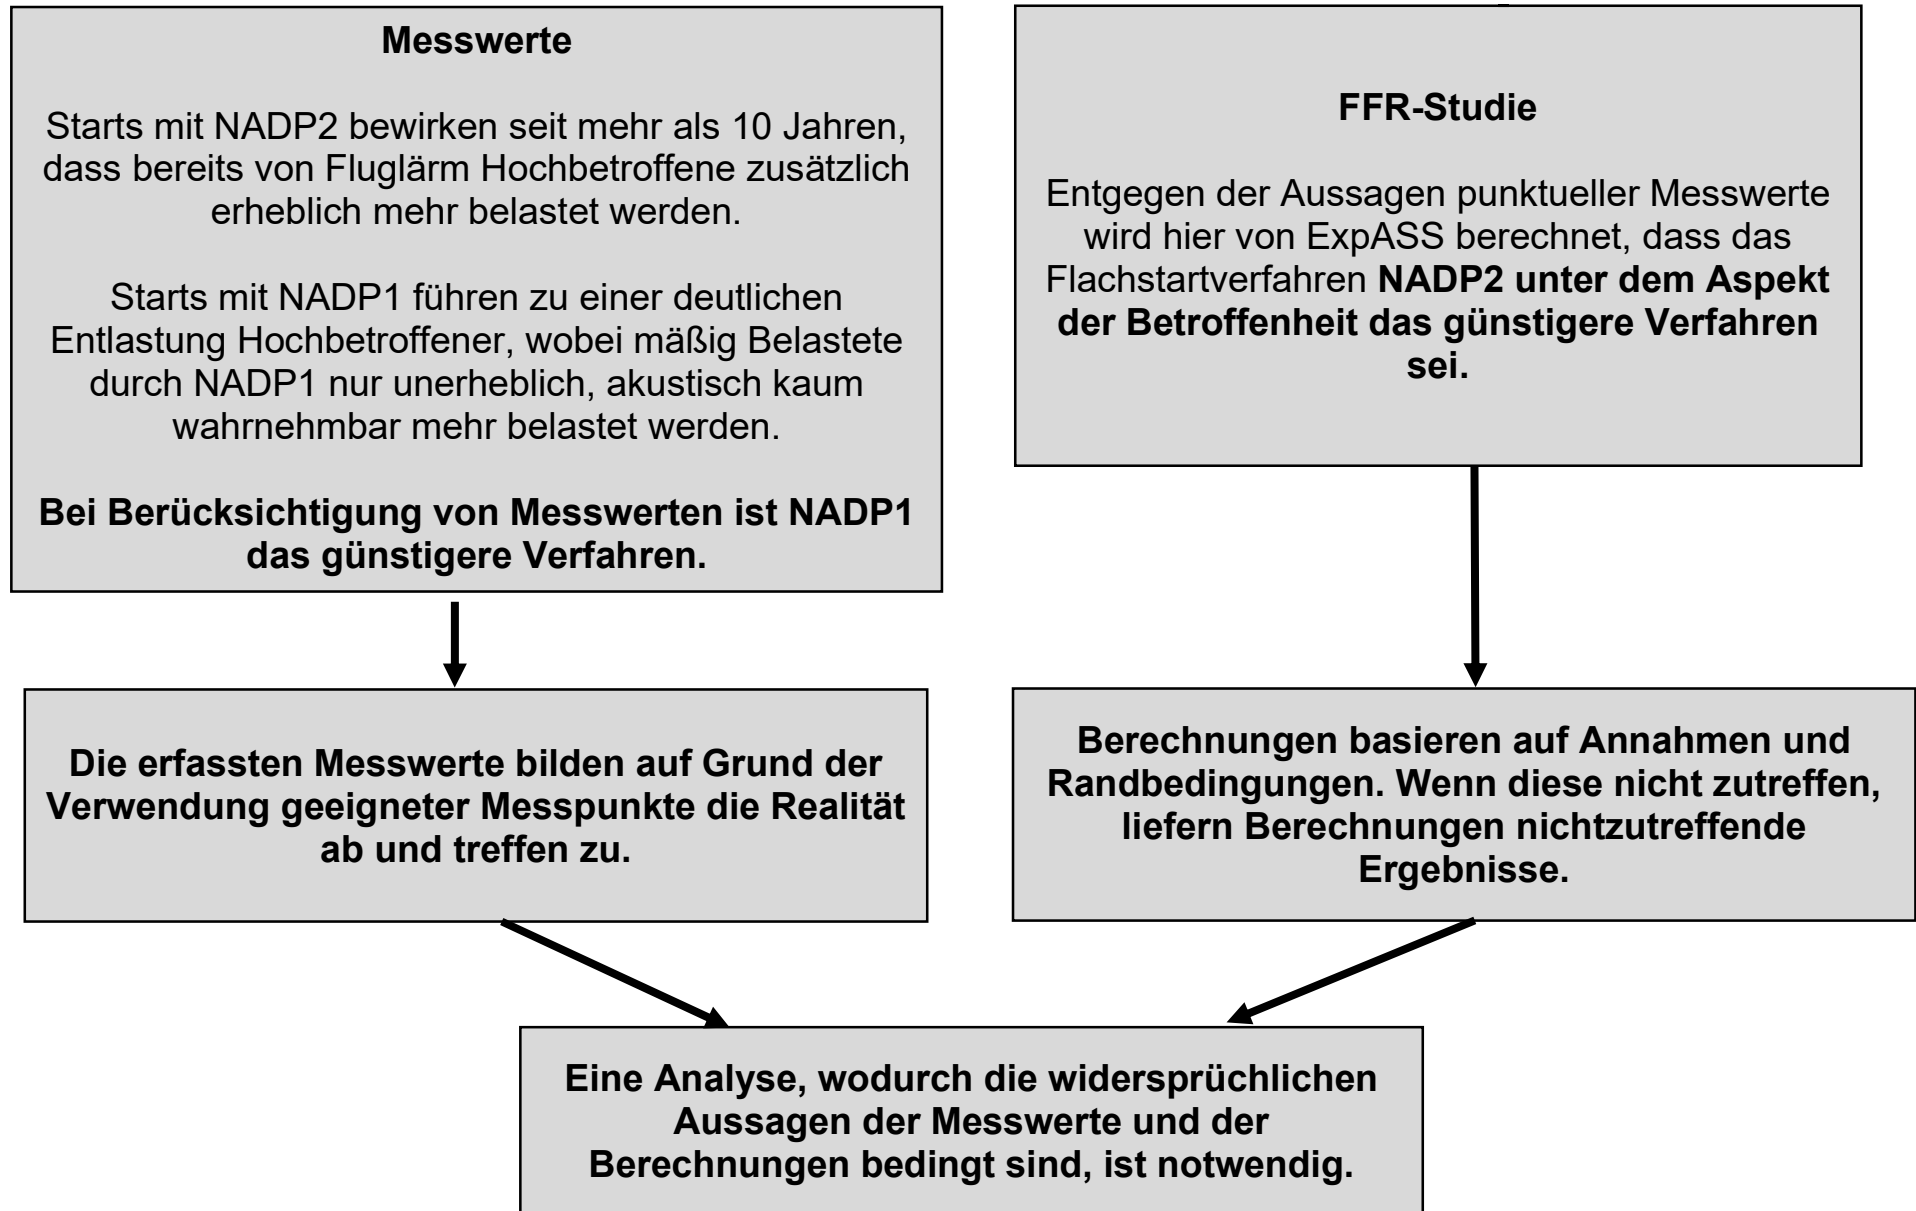 Messwerte
Starts mit NADP2 bewirken seit mehr als 10 Jahren,
dass bereits von Fluglärm Hochbetroffene zusätzlich
erheblich mehr belastet werden.
Starts mit NADP1 führen zu einer deutlichen
Entlastung Hochbetroffener, wobei mäßig Belastete
durch NADP1 nur unerheblich, akustisch kaum
wahrnehmbar mehr belastet werden.
Bei Berücksichtigung von Messwerten ist NADP1
das günstigere Verfahren.
FFR-Studie
Entgegen der Aussagen punktueller Messwerte
wird hier von ExpASS berechnet, dass das
Flachstartverfahren NADP2 unter dem Aspekt
der Betroffenheit das günstigere Verfahren
sei.
Die erfassten Messwerte bilden auf Grund der
Verwendung geeigneter Messpunkte die Realität
ab und treffen zu.
Berechnungen basieren auf Annahmen und
Randbedingungen. Wenn diese nicht zutreffen,
liefern Berechnungen nichtzutreffende
Ergebnisse.
Eine Analyse, wodurch die widersprüchlichen
Aussagen der Messwerte und der
Berechnungen bedingt sind, ist notwendig.